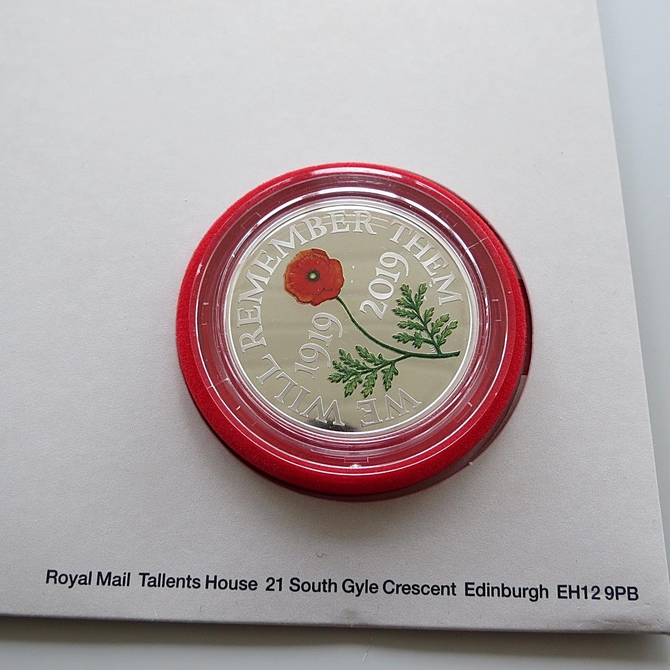 WE WILL REMEMBER THEM
1919
2019
Royal Mail Tallents House 21 South Gyle Crescent Edinburgh EH12 9PB